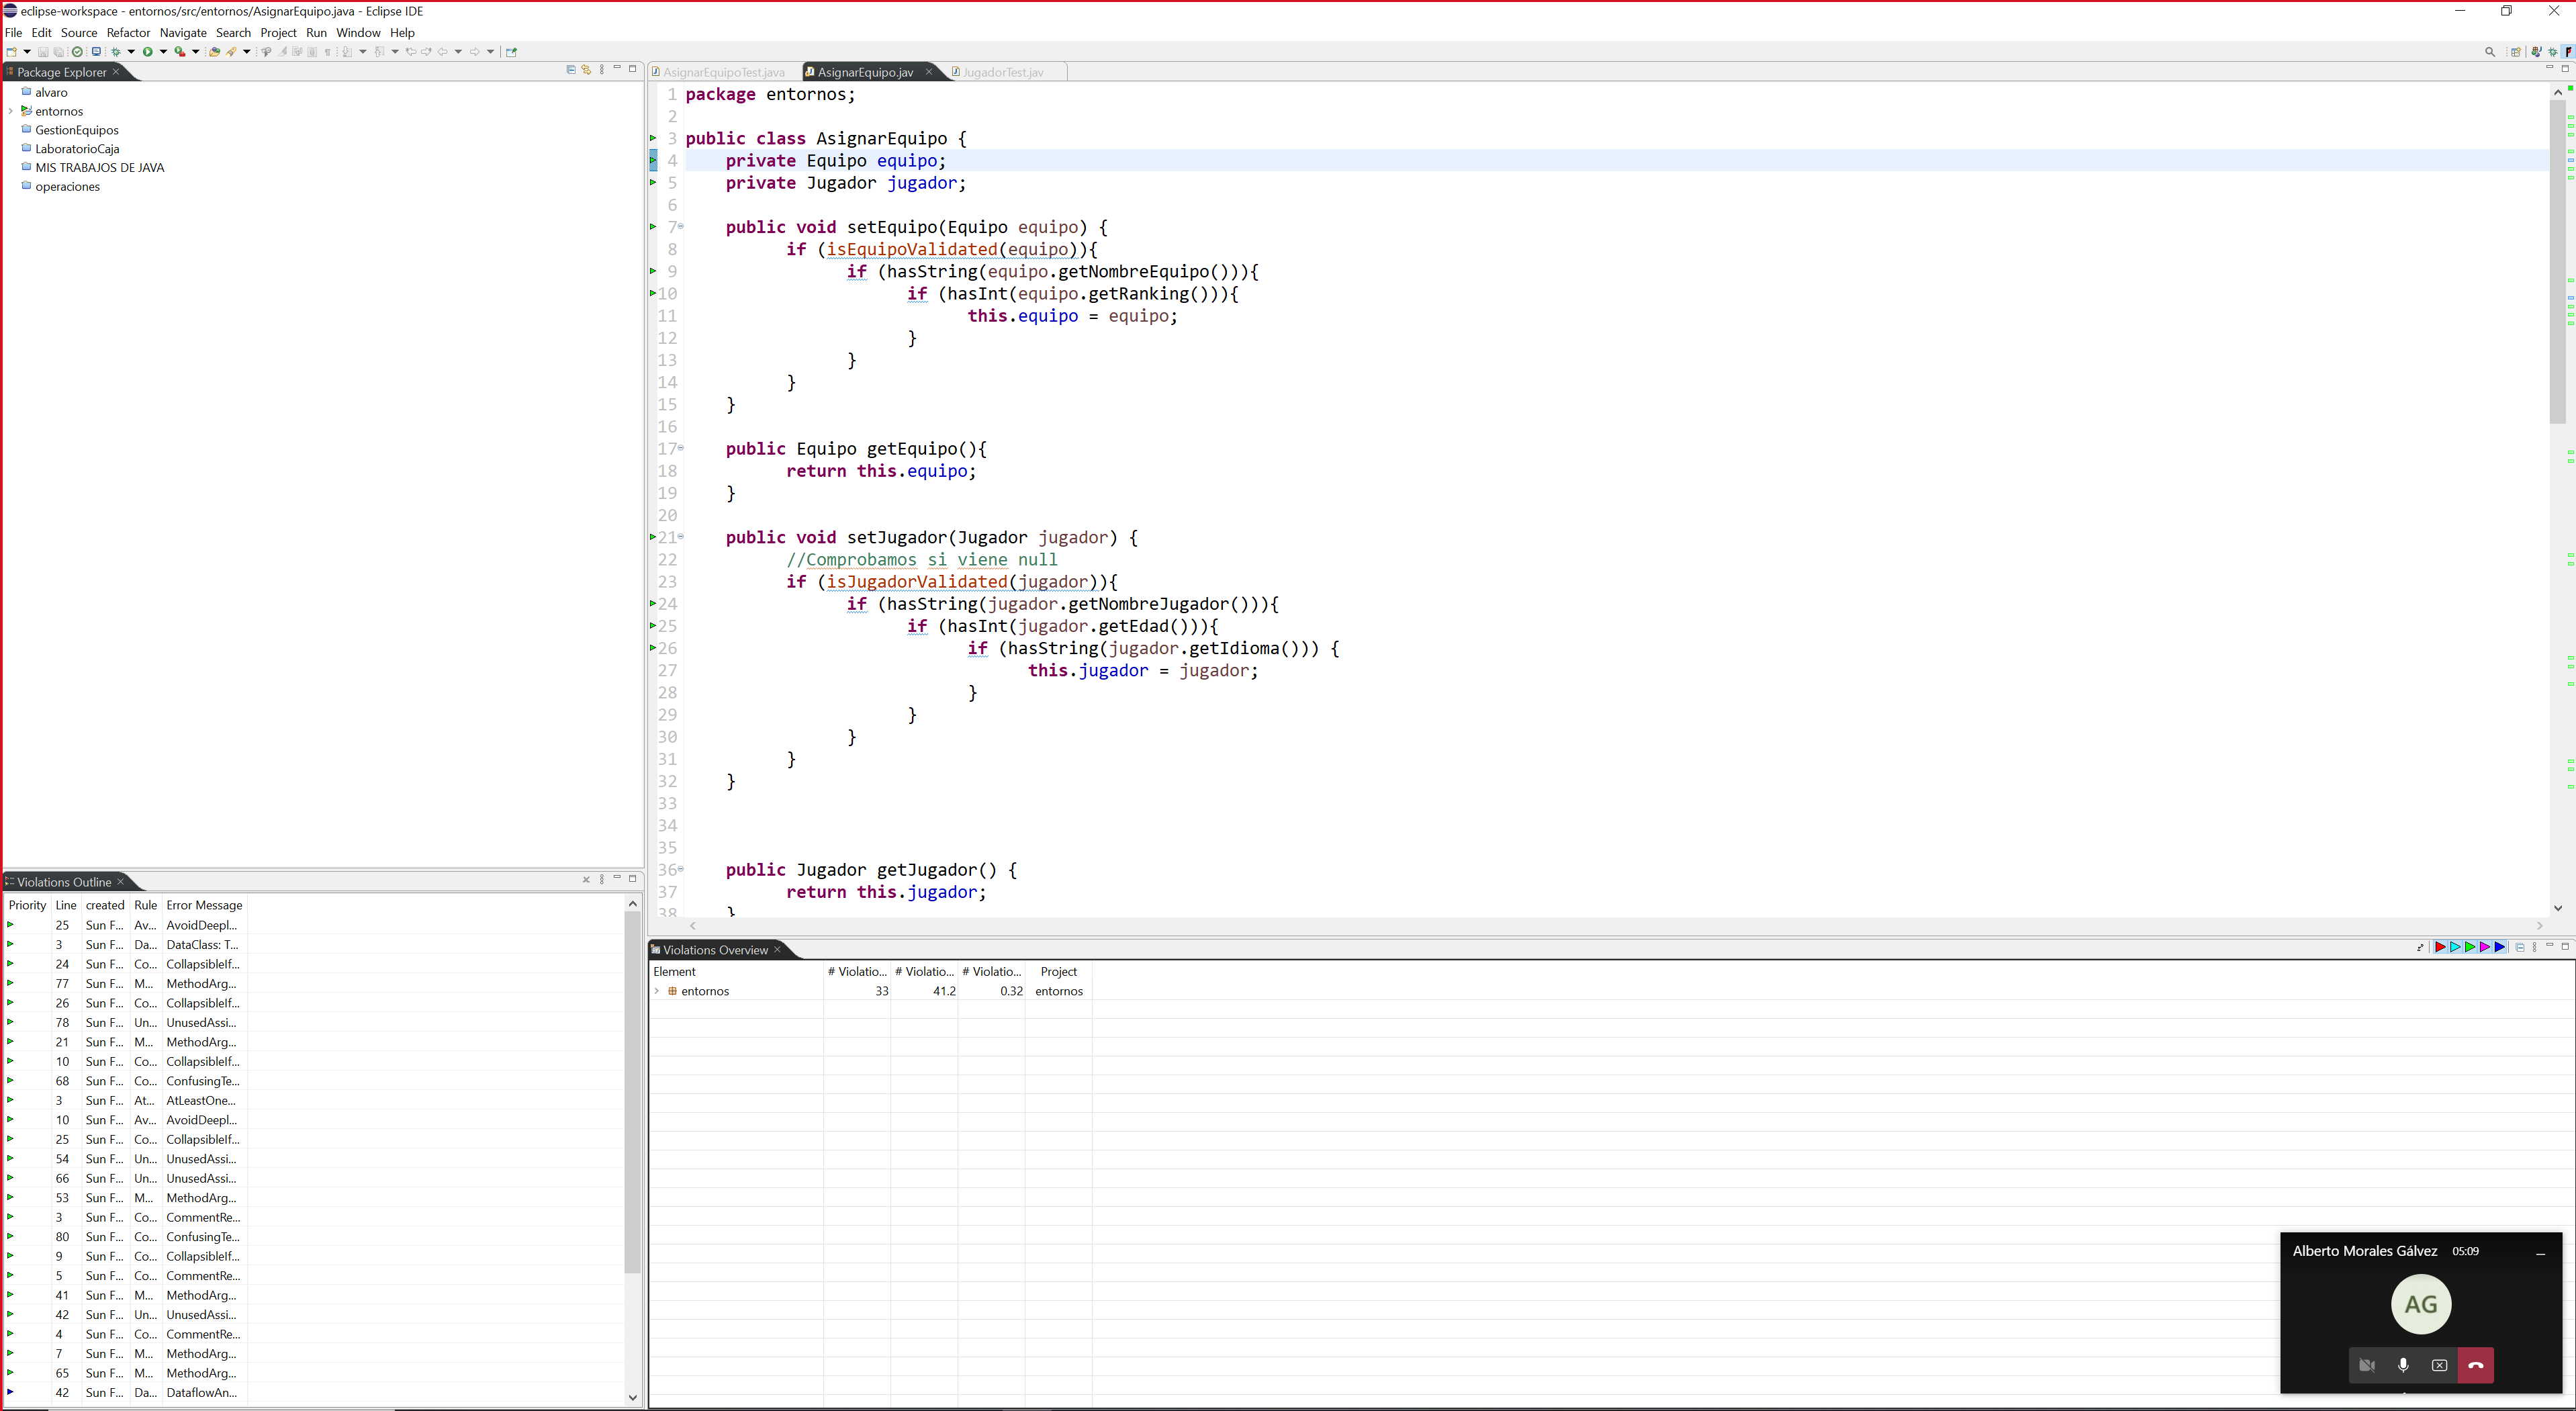 eclipse-workspace - entornos/src/entornos/AsignarEquipo.java - Eclipse IDE
File Edit Source Refactor Navigate Search Project Run Window Help
Package Explorer
alvaro
entornos
GestionEquipos
LaboratorioCaja
MIS TRABAJOS DE JAVA
operaciones
AsignarEquipoTest.java AsignarEquipo.jav JugadorTest.jav
1 package entornos;
2
3 public class AsignarEquipo {
4 private Equipo equipo;
5 private Jugador jugador;
6
7 public void setEquipo(Equipo equipo) {
8 if (isEquipoValidated(equipo)){
9 if (hasString(equipo.getNombreEquipo())){
10 if (hasInt(equipo.getRanking())){
11 this.equipo = equipo;
12 }
13 }
14 }
15 }
16
17 public Equipo getEquipo(){
18 return this.equipo;
19 }
20
21 public void setJugador(Jugador jugador) {
22 //Comprobamos si viene null
23 if (isJugadorValidated(jugador)){
24 if (hasString(jugador.getNombreJugador())){
25 if (hasInt(jugador.getEdad())){
26 if (hasString(jugador.getIdioma())) {
27 this.jugador = jugador;
28 }
29 }
30 }
31 }
32 }
33
34
35
36 public Jugador getJugador() {
37 return this.jugador;
38 }
Violations Outline
Priority Line created Rule Error Message
25 Sun F... Av... AvoidDeepl...
3 Sun F... Da... DataClass: T...
24 Sun F... Co... CollapsibleIf...
77 Sun F... M... MethodArg...
26 Sun F... Co... CollapsibleIf...
78 Sun F... Un... UnusedAssi...
21 Sun F... M... MethodArg...
10 Sun F... Co... CollapsibleIf...
68 Sun F... Co... ConfusingTe...
3 Sun F... At... AtLeastOne...
10 Sun F... Av... AvoidDeepl...
25 Sun F... Co... CollapsibleIf...
54 Sun F... Un... UnusedAssi...
66 Sun F... Un... UnusedAssi...
53 Sun F... M... MethodArg...
3 Sun F... Co... CommentRe...
80 Sun F... Co... ConfusingTe...
9 Sun F... Co... CollapsibleIf...
5 Sun F... Co... CommentRe...
41 Sun F... M... MethodArg...
42 Sun F... Un... UnusedAssi...
4 Sun F... Co... CommentRe...
7 Sun F... M... MethodArg...
65 Sun F... M... MethodArg...
42 Sun F... Da... DataflowAn...
Violations Overview
Element # Violatio... # Violatio... # Violatio... Project
entornos 33 41.2 0.32 entornos
Alberto Morales Gálvez 05:09
AG